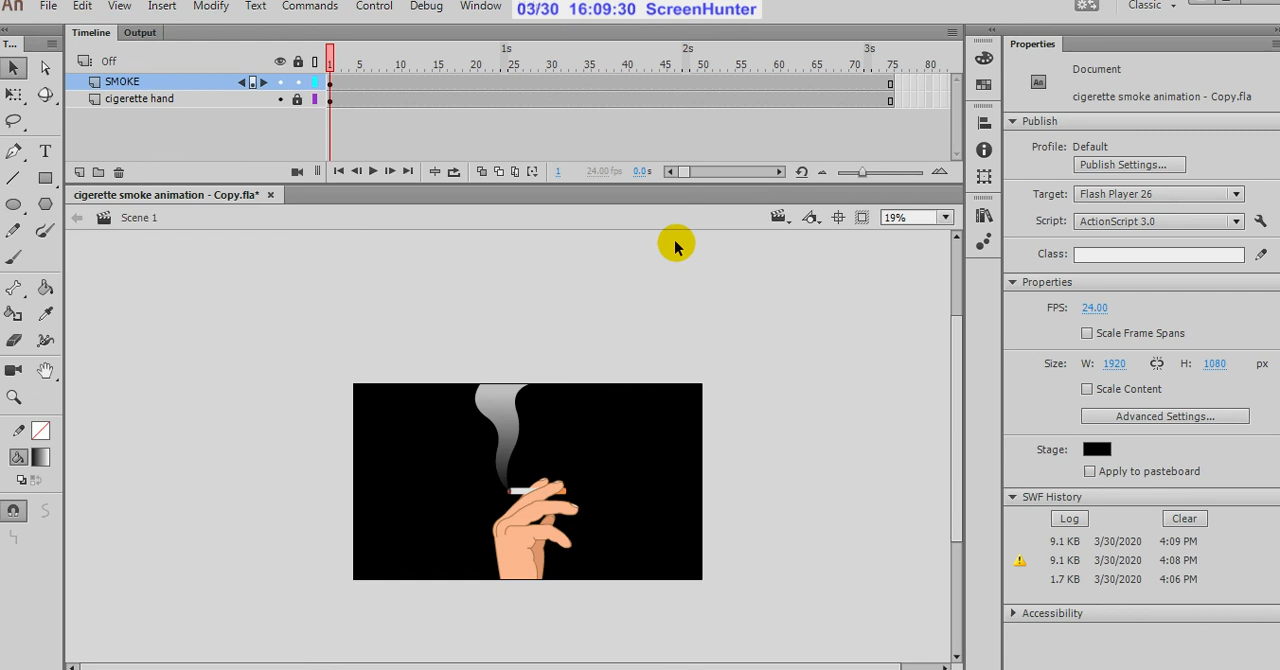 An File Edit View Insert Modify Text Commands Control Debug Window
03/30 16:09:30 ScreenHunter
Classic
T...
Timeline Output
Properties
Off
1s 2s 3s
1 5 10 15 20 25 30 35 40 45 50 55 60 65 70 75 80
SMOKE
cigerette hand
1 24.00 fps 0.0 s
cigerette smoke animation - Copy.fla*
Scene 1
19%
Document
An
cigerette smoke animation - Copy.fla
Publish
Profile: Default
Publish Settings...
Target: Flash Player 26
Script: ActionScript 3.0
Class:
Properties
FPS: 24.00
Scale Frame Spans
Size: W: 1920 H: 1080 px
Scale Content
Advanced Settings...
Stage:
Apply to pasteboard
SWF History
Log Clear
9.1 KB 3/30/2020 4:09 PM
9.1 KB 3/30/2020 4:08 PM
1.7 KB 3/30/2020 4:06 PM
Accessibility